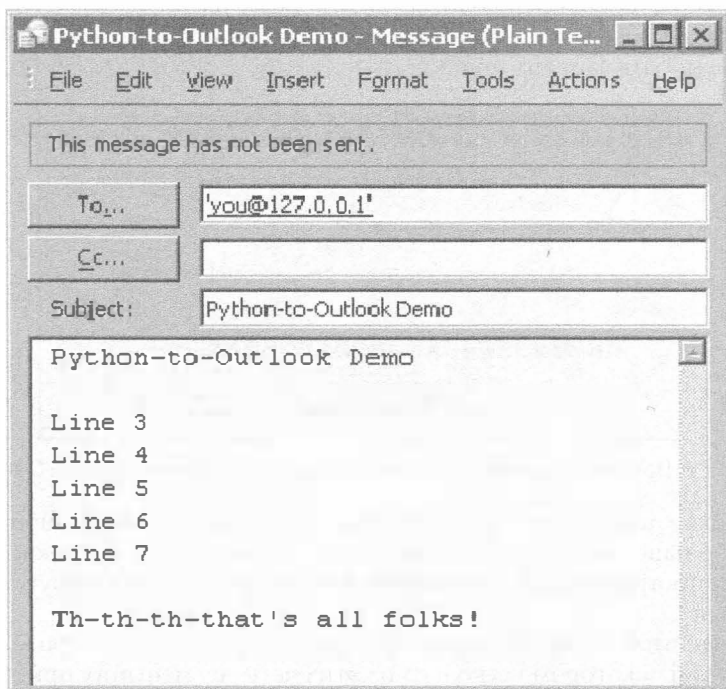 Python-to-Outlook Demo - Message (Plain Te...
File Edit View Insert Format Tools Actions Help
This message has not been sent.
To... 'you@127.0.0.1'
Cc...
Subject: Python-to-Outlook Demo
Python-to-Outlook Demo
Line 3
Line 4
Line 5
Line 6
Line 7
Th-th-th-that's all folks!